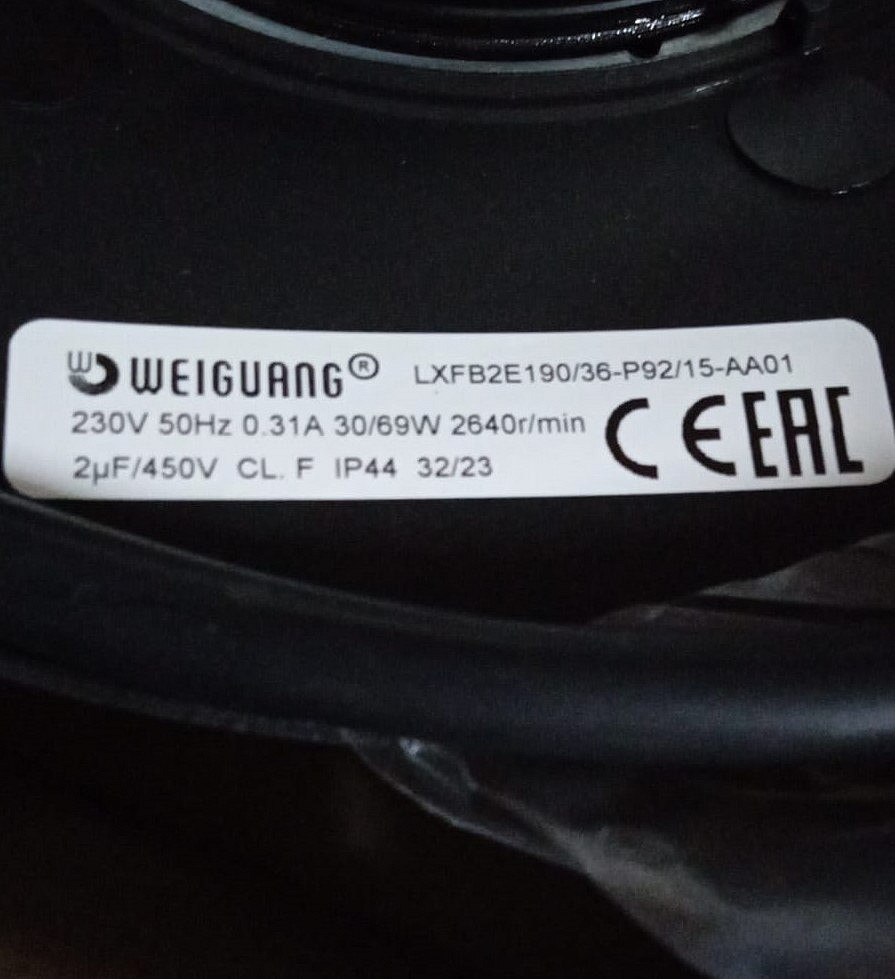 WEIGUANG® LXFB2E190/36-P92/15-AA01
230V 50Hz 0.31A 30/69W 2640r/min
2µF/450V CL. F IP44 32/23
CE EAC